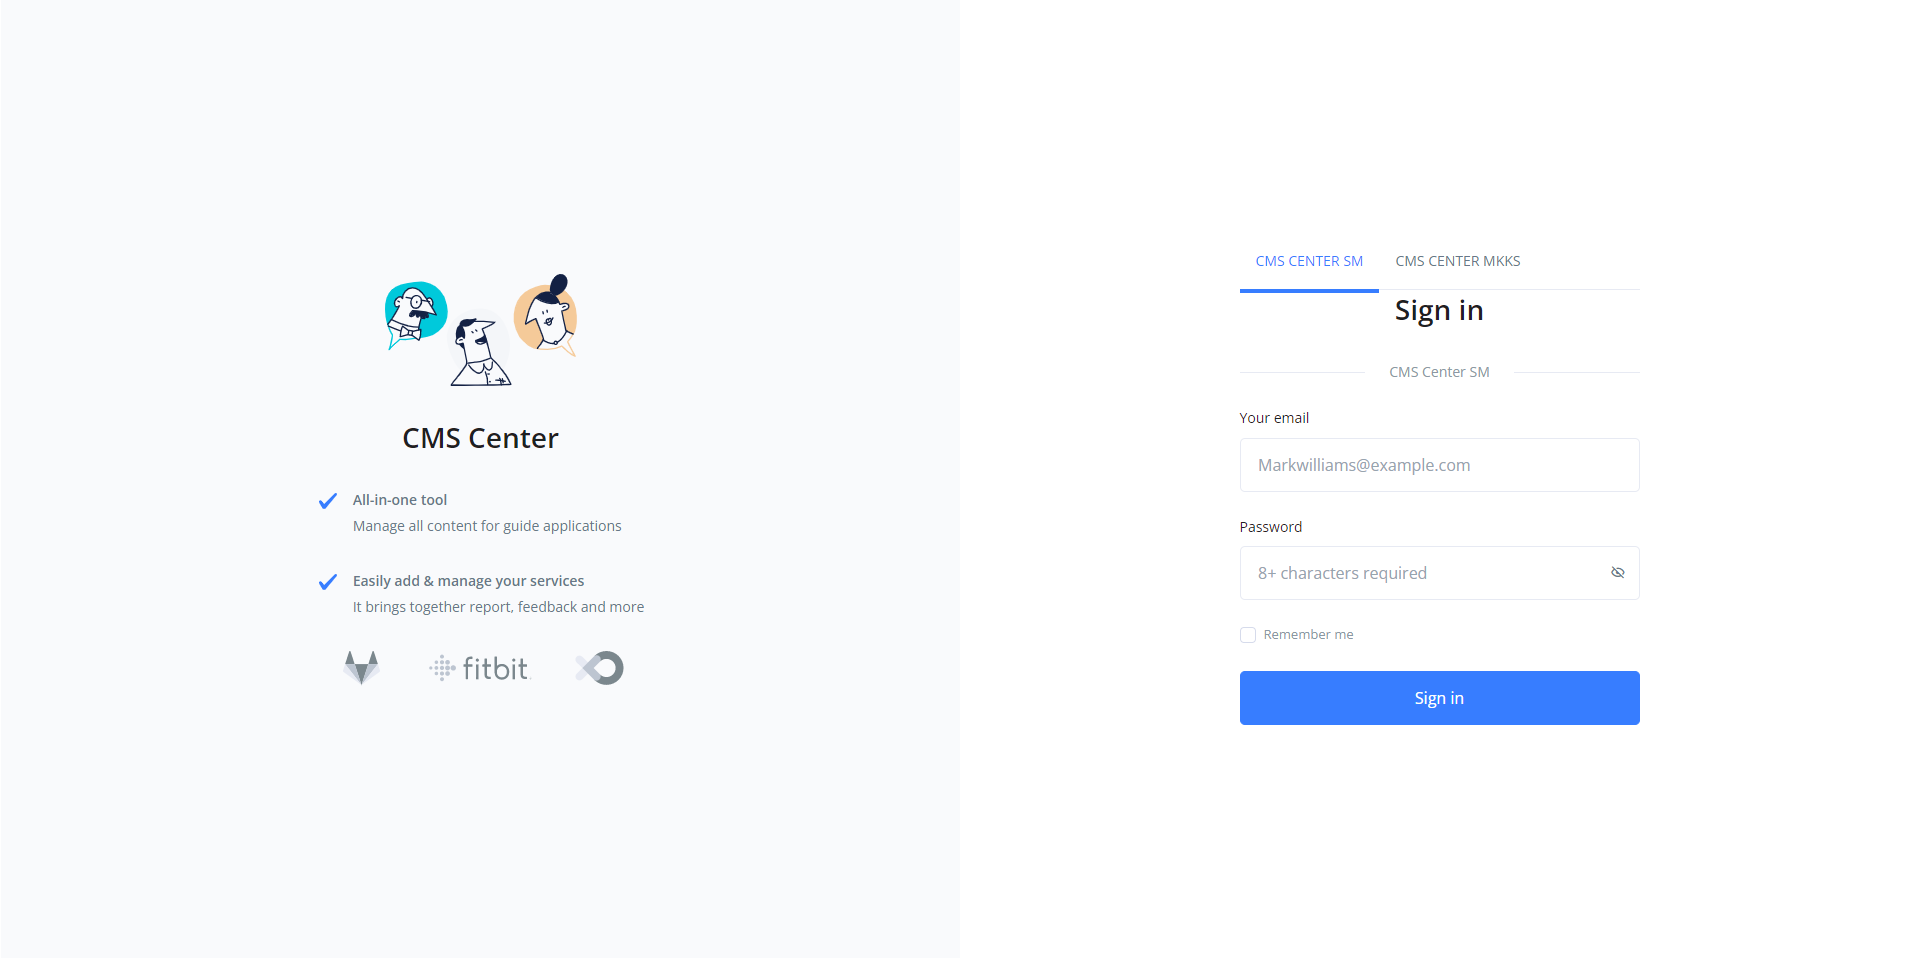 CMS Center
All-in-one tool
Manage all content for guide applications
Easily add & manage your services
It brings together report, feedback and more
fitbit
CMS CENTER SM
CMS CENTER MKKS
Sign in
CMS Center SM
Your email
Markwilliams@example.com
Password
8+ characters required
Remember me
Sign in